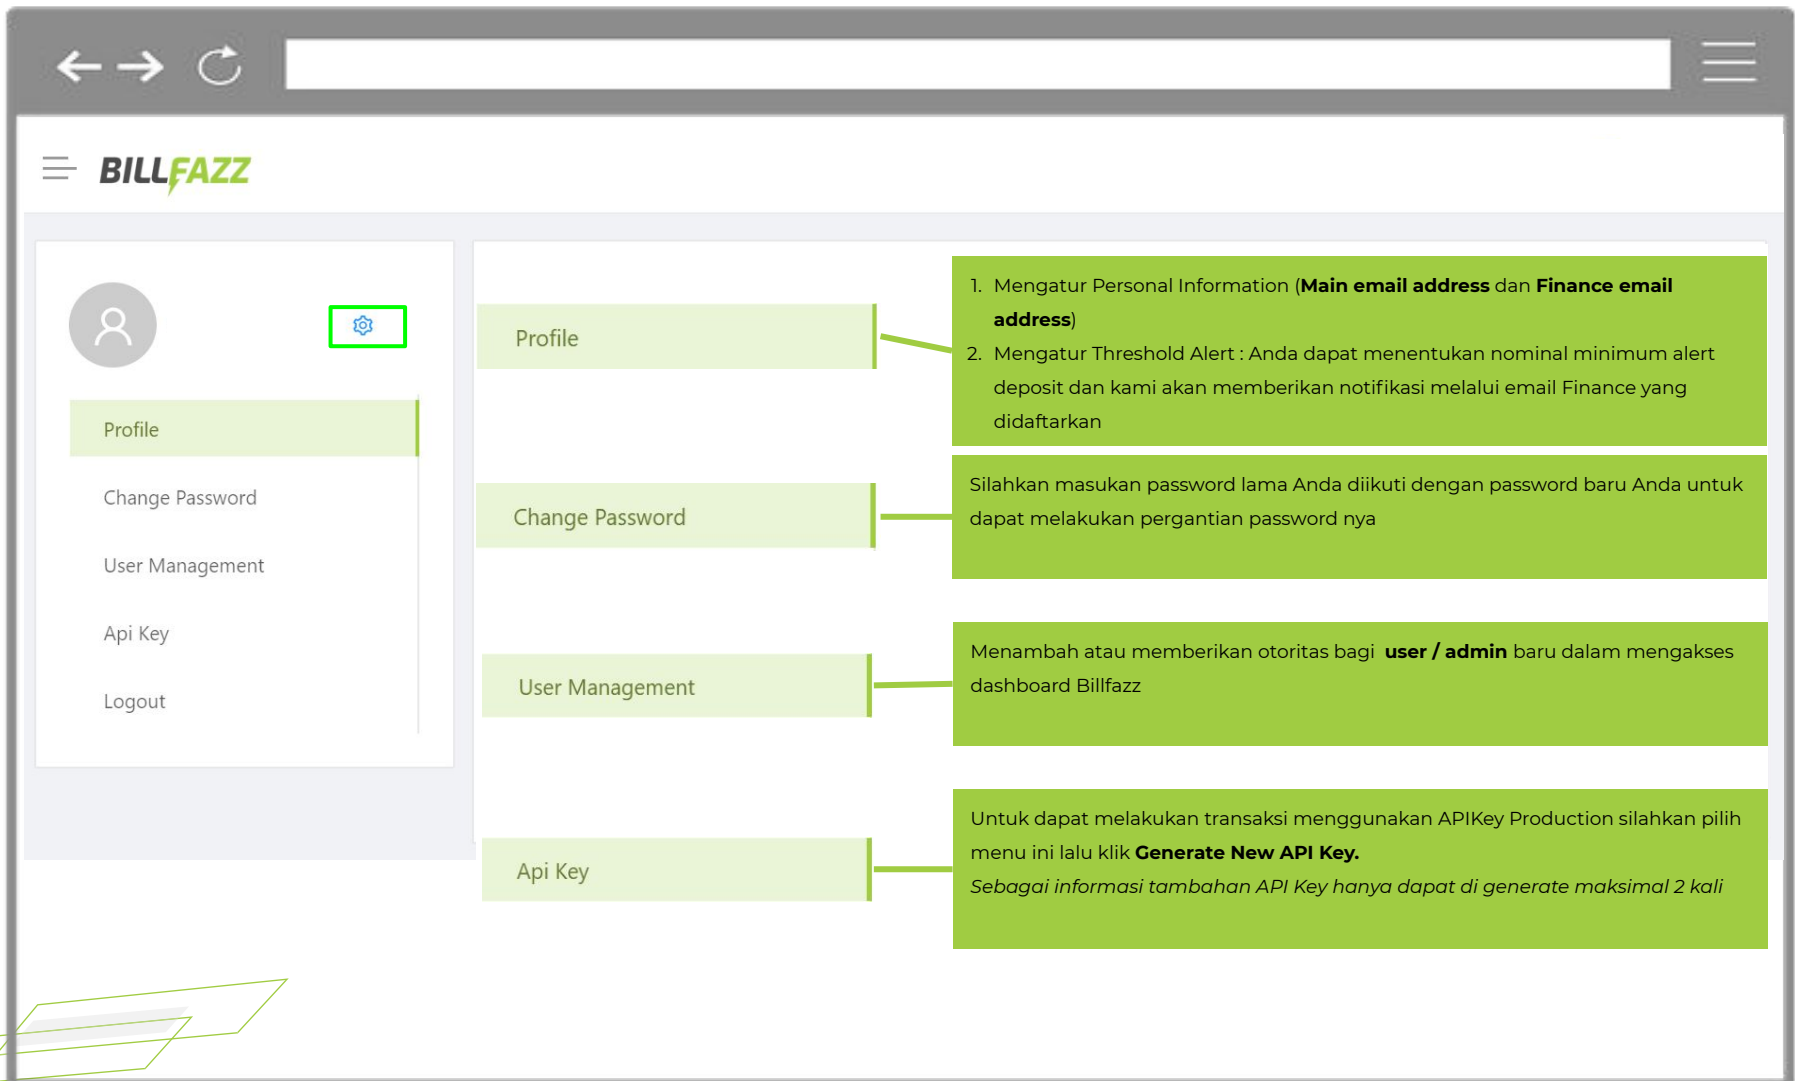 BILLFAZZ
Profile
Change Password
User Management
Api Key
Logout
Profile
1. Mengatur Personal Information (Main email address dan Finance email
address)
2. Mengatur Threshold Alert : Anda dapat menentukan nominal minimum alert
deposit dan kami akan memberikan notifikasi melalui email Finance yang
didaftarkan
Change Password
Silahkan masukan password lama Anda diikuti dengan password baru Anda untuk
dapat melakukan pergantian password nya
User Management
Menambah atau memberikan otoritas bagi user / admin baru dalam mengakses
dashboard Billfazz
Api Key
Untuk dapat melakukan transaksi menggunakan APIKey Production silahkan pilih
menu ini lalu klik Generate New API Key.
Sebagai informasi tambahan API Key hanya dapat di generate maksimal 2 kali